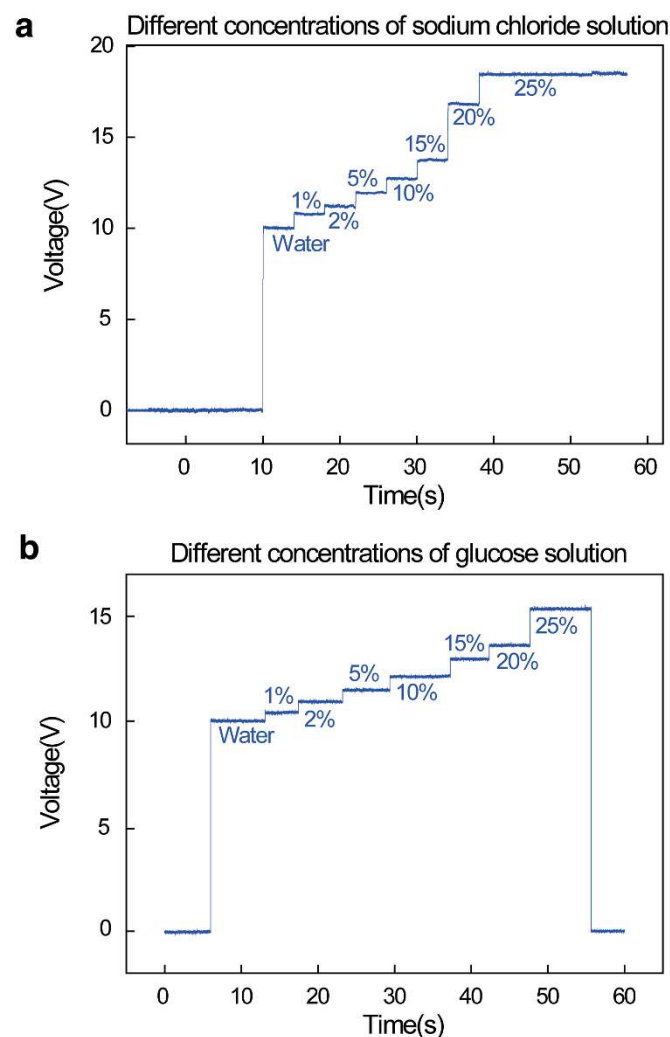 a
Different concentrations of sodium chloride solution
20
15
10
5
0
Voltage(V)
Water
1%
2%
5%
10%
15%
20%
25%
0 10 20 30 40 50 60
Time(s)
b
Different concentrations of glucose solution
15
10
5
0
Voltage(V)
Water
1%
2%
5%
10%
15%
20%
25%
0 10 20 30 40 50 60
Time(s)